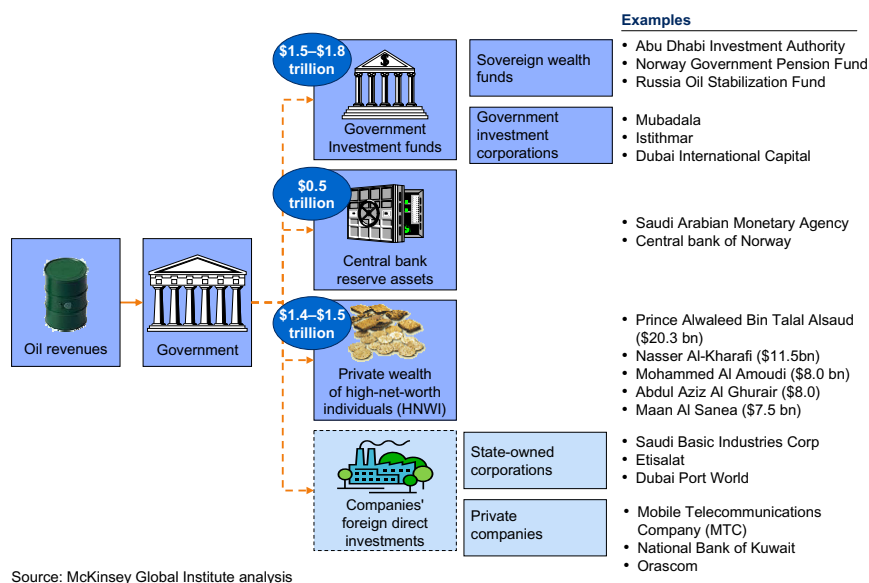 Examples
$1.5–$1.8
trillion
$
Government
Investment funds
Sovereign wealth
funds
• Abu Dhabi Investment Authority
• Norway Government Pension Fund
• Russia Oil Stabilization Fund
Government
investment
corporations
• Mubadala
• Istithmar
• Dubai International Capital
$0.5
trillion
Central bank
reserve assets
• Saudi Arabian Monetary Agency
• Central bank of Norway
Oil revenues
Government
$1.4–$1.5
trillion
Private wealth
of high-net-worth
individuals (HNWI)
• Prince Alwaleed Bin Talal Alsaud
($20.3 bn)
• Nasser Al-Kharafi ($11.5bn)
• Mohammed Al Amoudi ($8.0 bn)
• Abdul Aziz Al Ghurair ($8.0)
• Maan Al Sanea ($7.5 bn)
Companies'
foreign direct
investments
State-owned
corporations
• Saudi Basic Industries Corp
• Etisalat
• Dubai Port World
Private
companies
• Mobile Telecommunications
Company (MTC)
• National Bank of Kuwait
• Orascom
Source: McKinsey Global Institute analysis